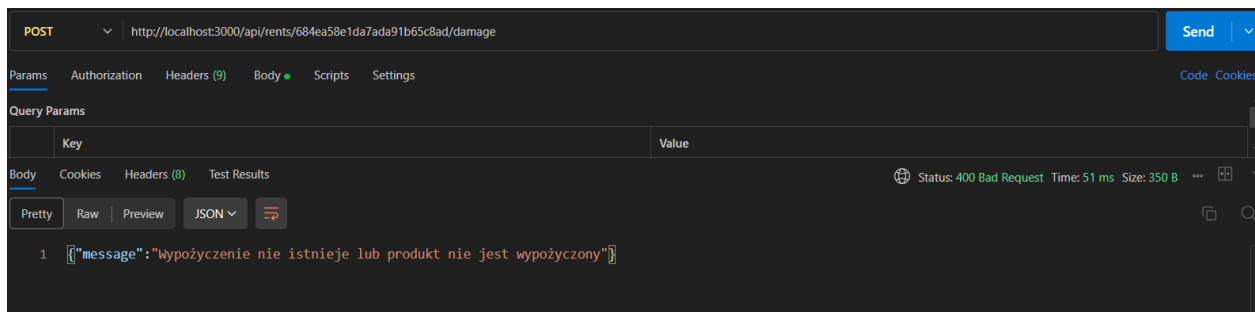 POST http://localhost:3000/api/rents/684ea58e1da7ada91b65c8ad/damage Send
Params Authorization Headers (9) Body Scripts Settings Code Cookies
Query Params
Key Value
Body Cookies Headers (8) Test Results Status: 400 Bad Request Time: 51 ms Size: 350 B
Pretty Raw Preview JSON
1 {"message":"Wypożyczenie nie istnieje lub produkt nie jest wypożyczony"}